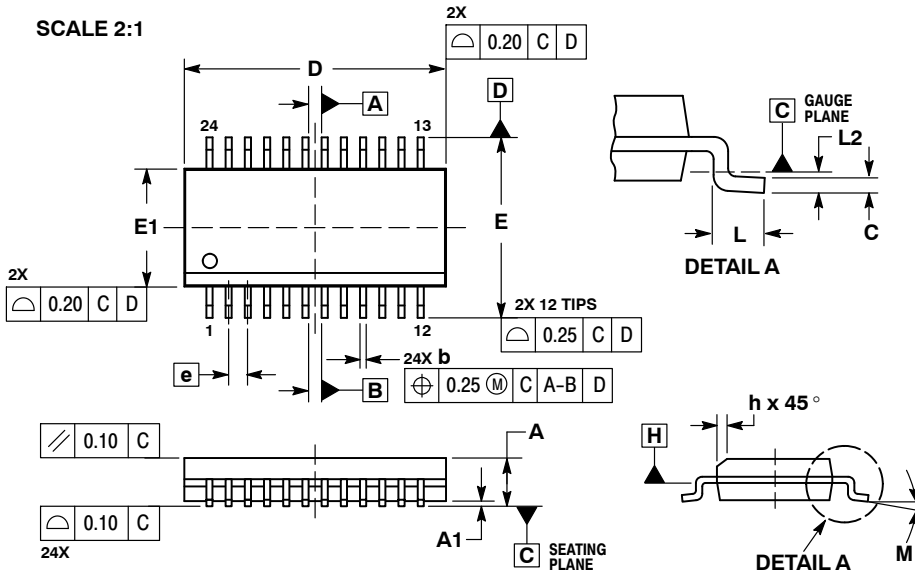 SCALE 2:1
2X
⌓ 0.20 C D
D
A
D
24
13
C GAUGE PLANE
L2
E1
E
L
C
DETAIL A
2X
⌓ 0.20 C D
1
12
2X 12 TIPS
⌓ 0.25 C D
e
24X b
⌖ 0.25 Ⓜ C A-B D
B
h x 45°
H
// 0.10 C
A
⌓ 0.10 C
24X
A1
C SEATING PLANE
M
DETAIL A